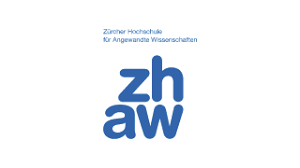 Zürcher Hochschule
für Angewandte Wissenschaften
zh
aw